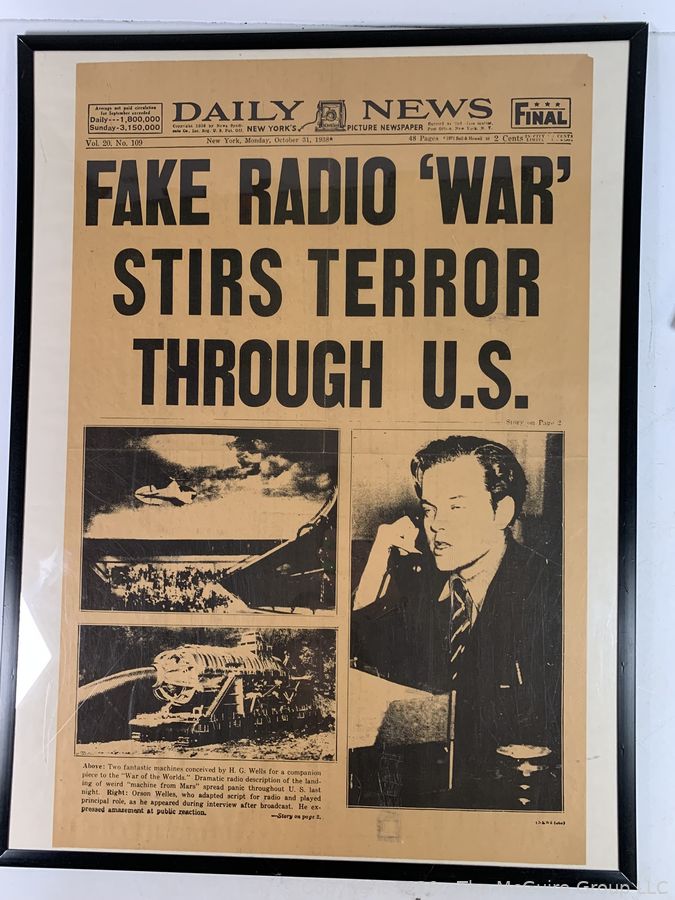 Average net paid circulation
for September exceeded
Daily---1,800,000
Sunday-3,150,000
DAILY NEWS
NEW YORK'S PICTURE NEWSPAPER
★ ★ ★
FINAL
Vol. 20. No. 109
New York, Monday, October 31, 1938★
48 Pages
2 Cents
FAKE RADIO 'WAR'
STIRS TERROR
THROUGH U.S.
Story on Page 2
Above: Two fantastic machines conceived by H. G. Wells for a companion
piece to the "War of the Worlds." Dramatic radio description of the land-
ing of weird "machine from Mars" spread panic throughout U. S. last
night. Right: Orson Welles, who adapted script for radio and played
principal role, as he appeared during interview after broadcast. He ex-
pressed amazement at public reaction.
—Story on page 2.
The McGuire Group LLC